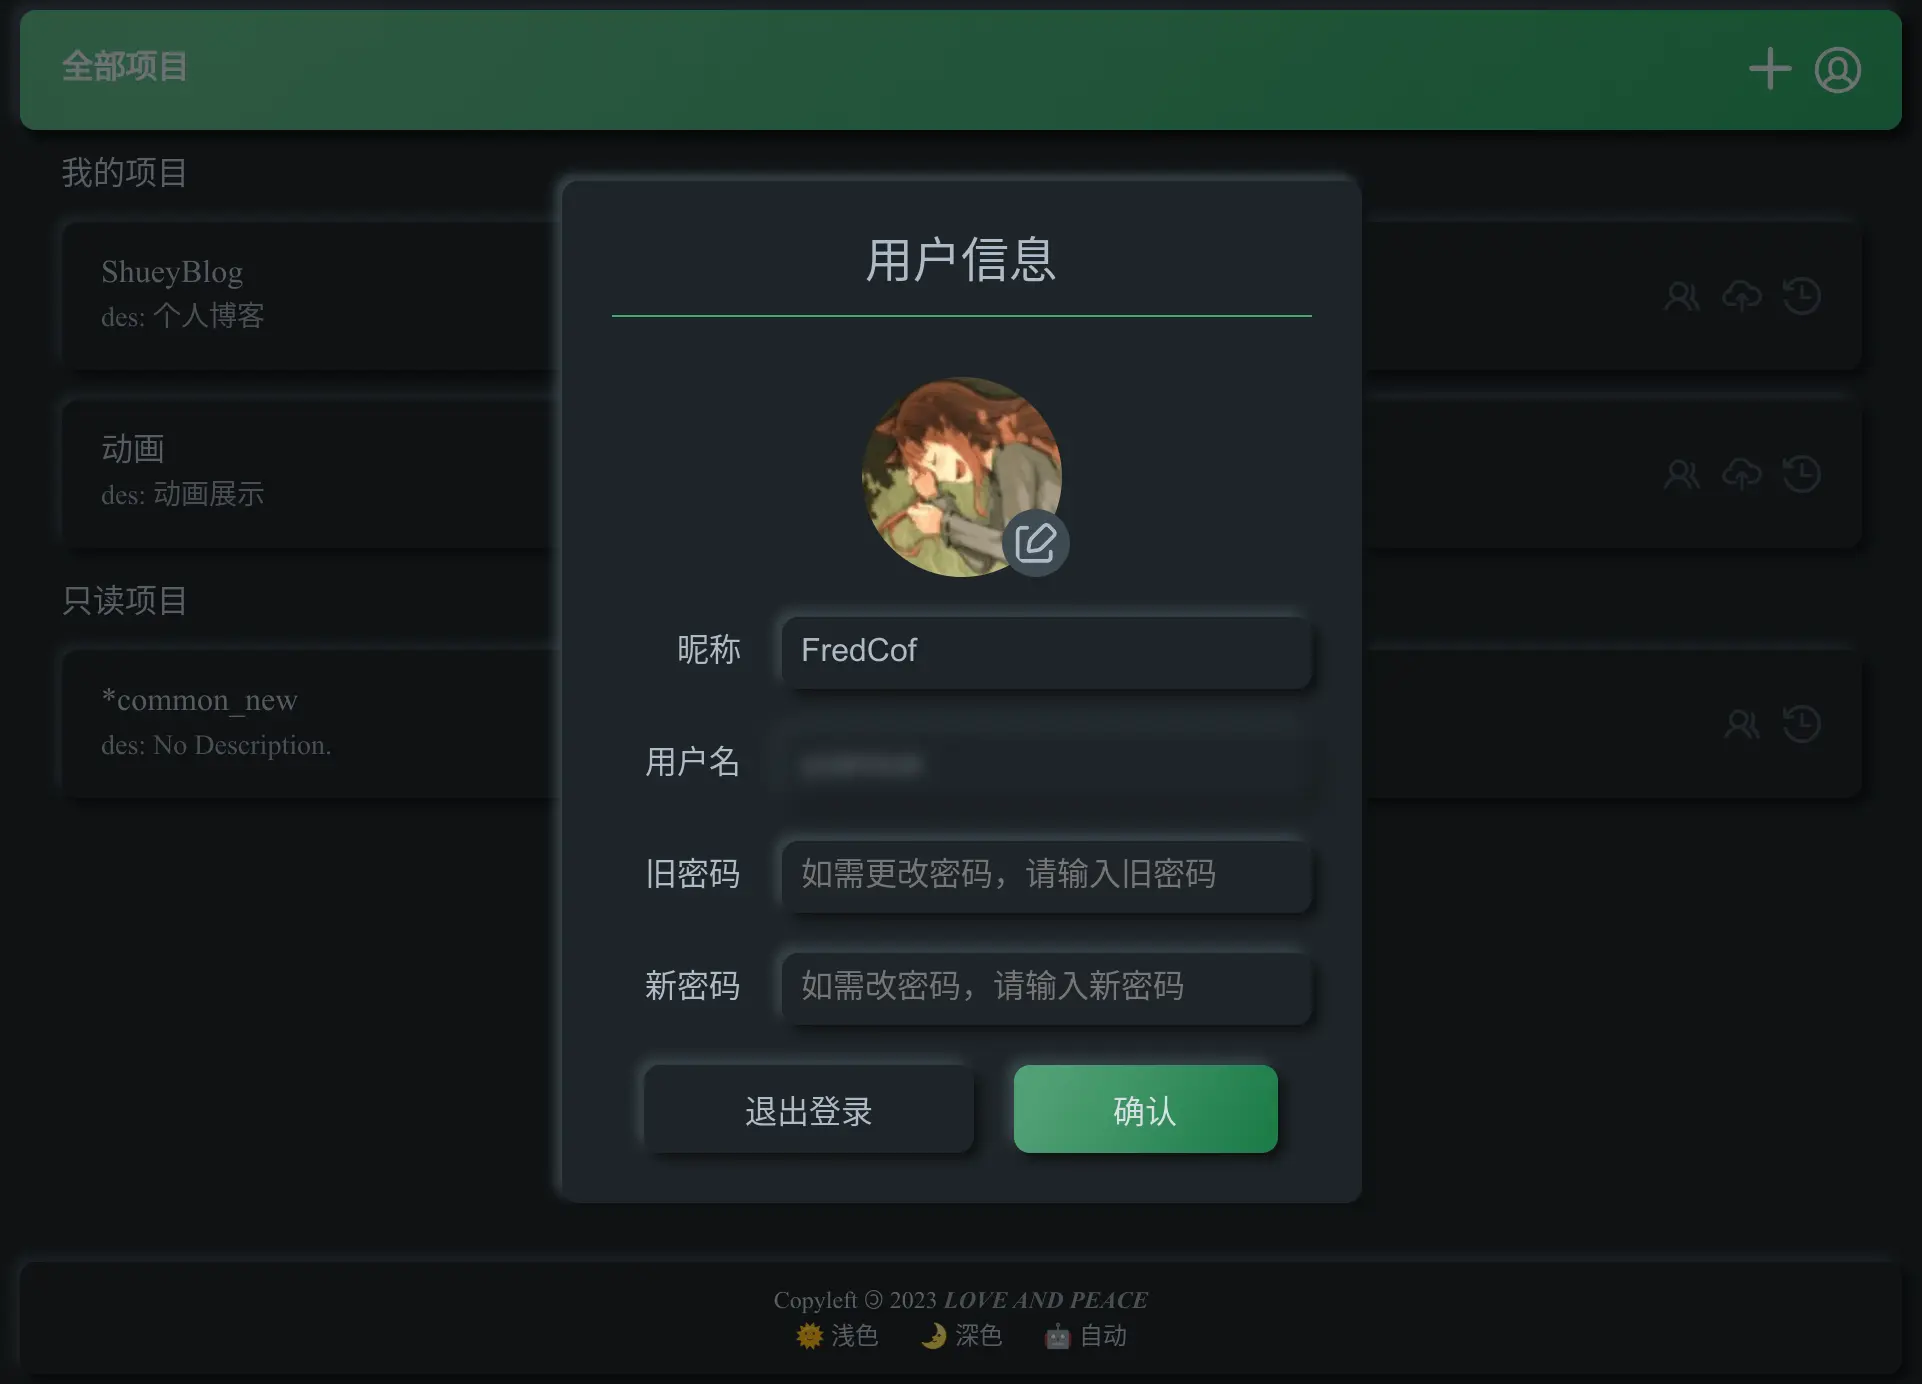 全部项目
我的项目
ShueyBlog
des: 个人博客
动画
des: 动画展示
只读项目
*common_new
des: No Description.
用户信息
昵称 FredCof
用户名
旧密码 如需更改密码，请输入旧密码
新密码 如需改密码，请输入新密码
退出登录 确认
Copyleft 🄯 2023 LOVE AND PEACE
🌞 浅色 🌛 深色 🤖 自动